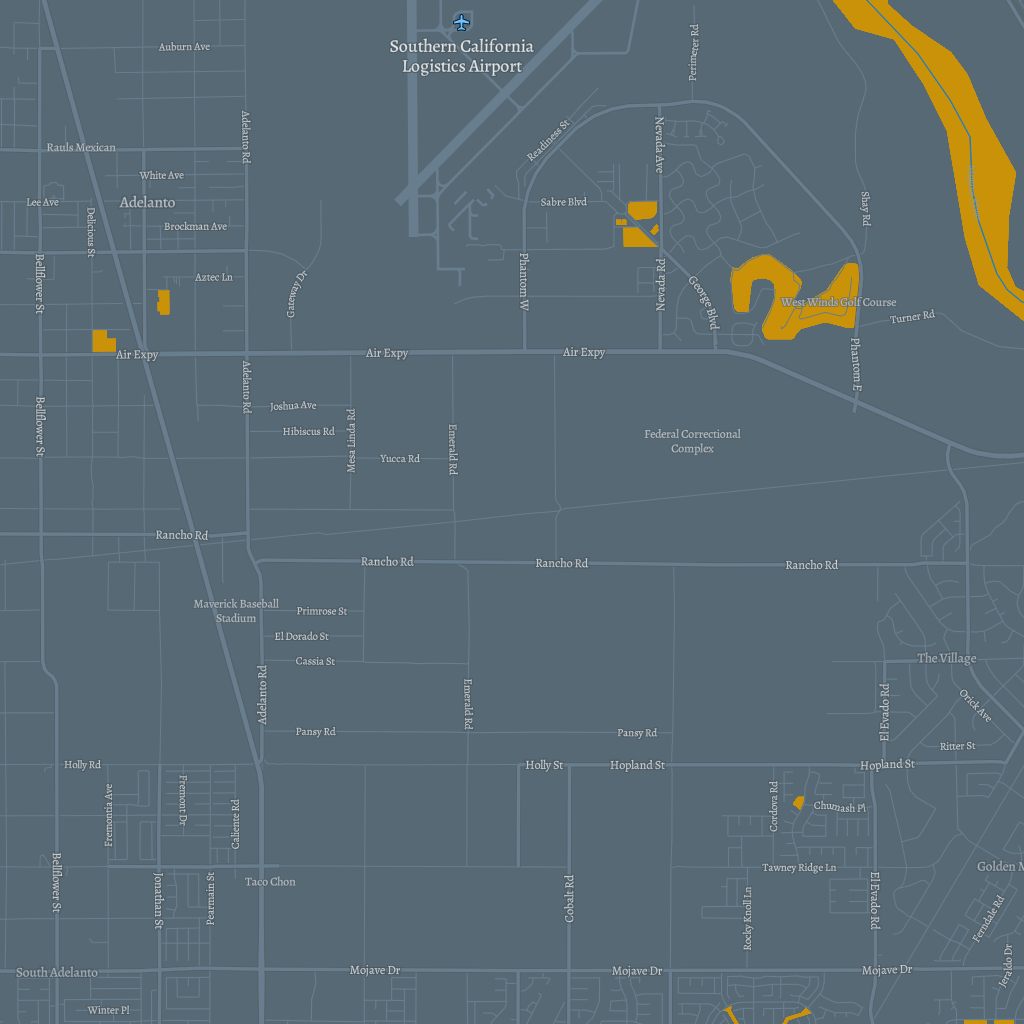 Southern California
Logistics Airport
Auburn Ave
Perimerer Rd
Adelanto Rd
Readiness St
Nevada Ave
Rauls Mexican
White Ave
Lee Ave
Adelanto
Sabre Blvd
Shay Rd
Delicious St
Brockman Ave
Bellflower St
Aztec Ln
Gateway Dr
Phantom W
Nevada Rd
George Blvd
West Winds Golf Course
Turner Rd
Air Expy
Air Expy
Air Expy
Phantom E
Adelanto Rd
Bellflower St
Joshua Ave
Hibiscus Rd
Mesa Linda Rd
Yucca Rd
Emerald Rd
Federal Correctional
Complex
Rancho Rd
Rancho Rd
Rancho Rd
Rancho Rd
Maverick Baseball
Stadium
Primrose St
El Dorado St
Cassia St
The Village
Adelanto Rd
Emerald Rd
El Evado Rd
Orick Ave
Pansy Rd
Pansy Rd
Ritter St
Holly Rd
Holly St
Hopland St
Hopland St
Fremontia Ave
Fremont Dr
Caliente Rd
Cordova Rd
Chumash Pl
Bellflower St
Jonathan St
Pearmain St
Taco Chon
Cobalt Rd
Tawney Ridge Ln
Rocky Knoll Ln
El Evado Rd
Golden M
Ferndale Rd
Jeraldo Dr
South Adelanto
Mojave Dr
Mojave Dr
Mojave Dr
Winter Pl